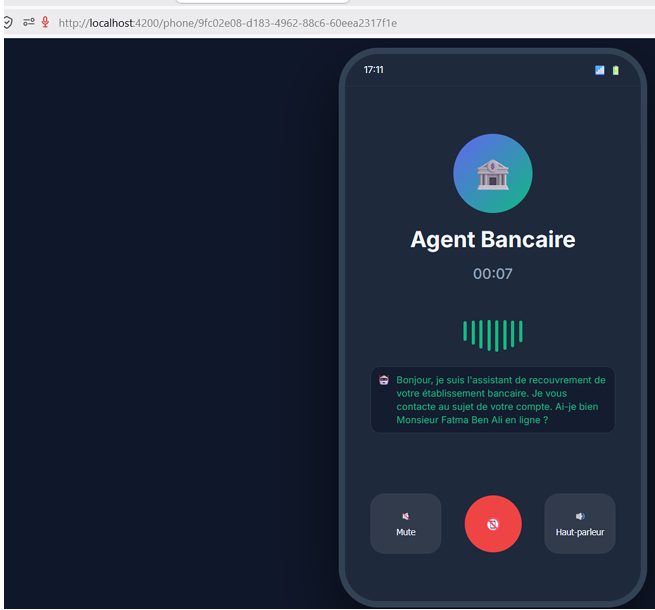 http://localhost:4200/phone/9fc02e08-d183-4962-88c6-60eea2317f1e
17:11
Agent Bancaire
00:07
Bonjour, je suis l'assistant de recouvrement de
votre établissement bancaire. Je vous
contacte au sujet de votre compte. Ai-je bien
Monsieur Fatma Ben Ali en ligne ?
Mute
Haut-parleur